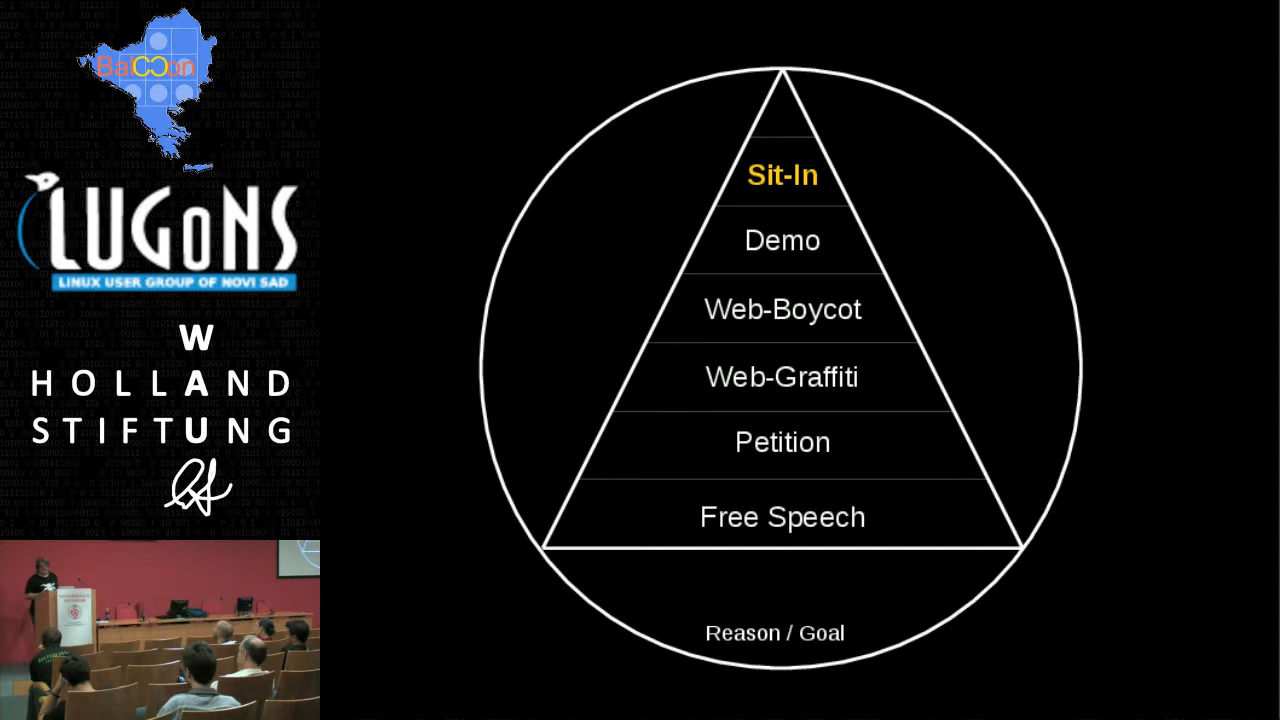 BalCCon
LUGoNS
LINUX USER GROUP OF NOVI SAD
W
HOLLAND
STIFTUNG
Sit-In
Demo
Web-Boycot
Web-Graffiti
Petition
Free Speech
Reason / Goal